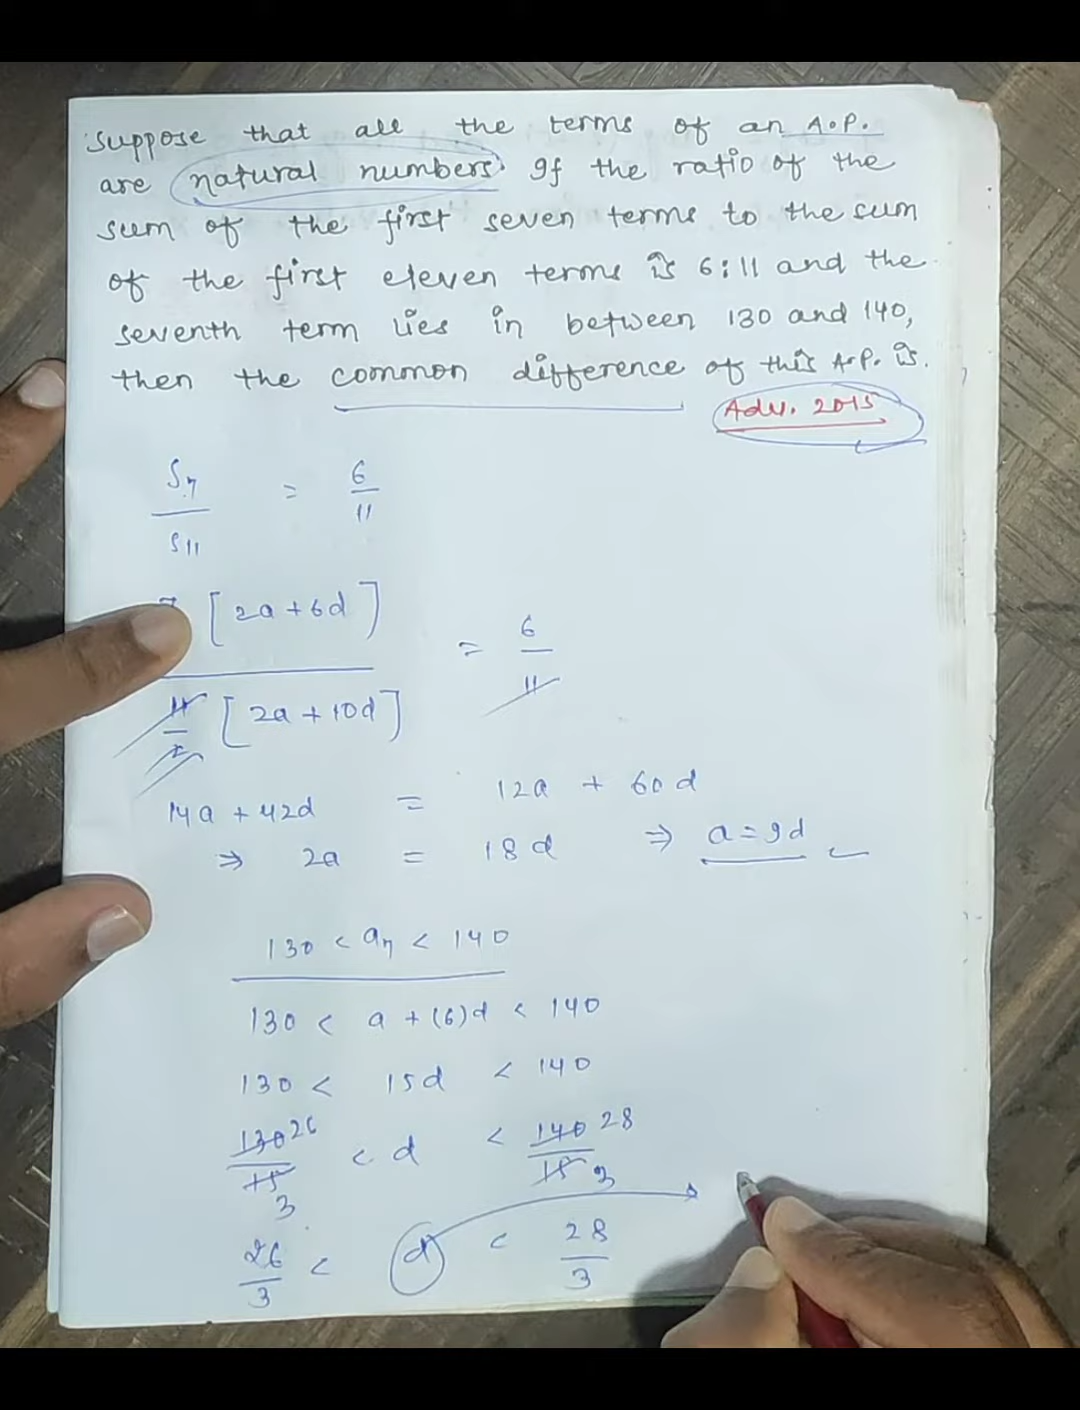 Suppose that all the terms of an A.P.
are natural numbers. If the ratio of the
sum of the first seven terms to the sum
of the first eleven terms is 6:11 and the
seventh term lies in between 130 and 140,
then the common difference of this A.P. is.
Adv. 2015
S7 / S11 = 6/11
[2a+6d]
11/2 [2a+10d] = 6/11
14a + 42d = 12a + 60d
⇒ 2a = 18d ⇒ a=9d
130 < a7 < 140
130 < a + (6)d < 140
130 < 15d < 140
130/15 26/3 < d < 140/15 28/3
26/3 < d < 28/3